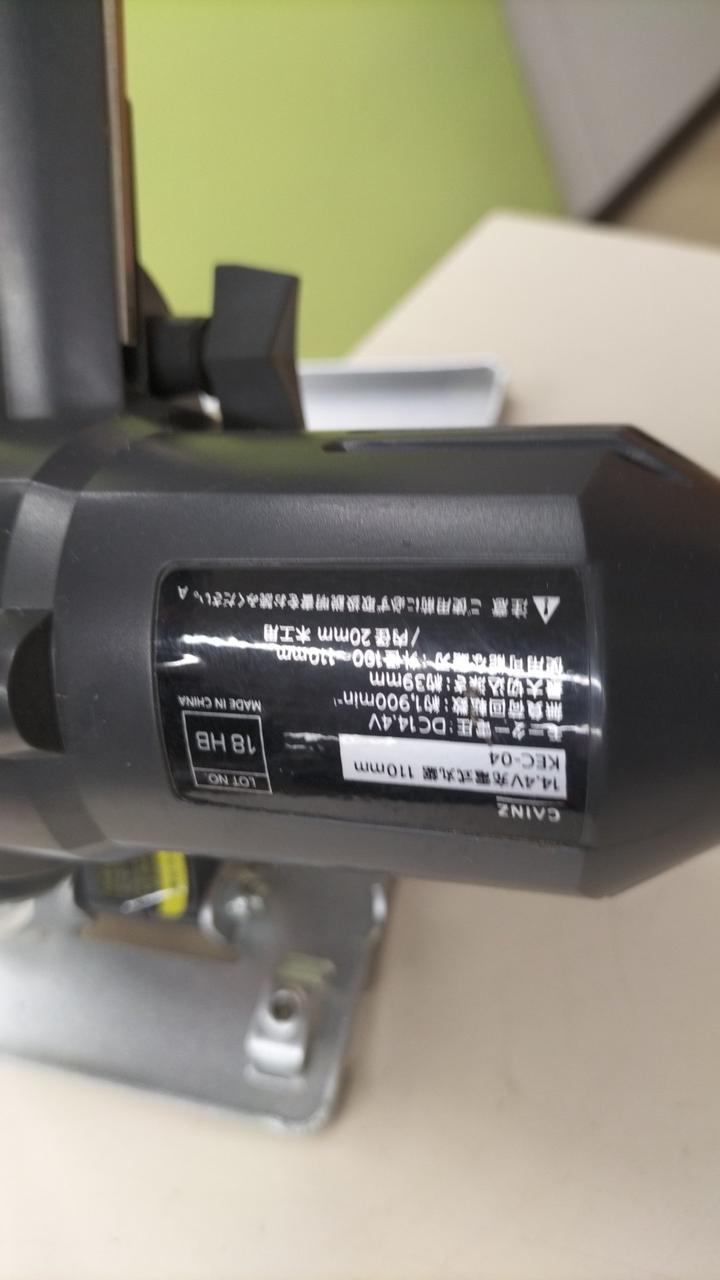 CAINZ
14.4V充電式丸鋸 110mm
KEC-04
モーター電圧：DC14.4V
無負荷回転数：約1,900min⁻¹
最大切込深さ：約39mm
使用可能な鋸刃：外径100～110mm
/内径20mm 木工用
注意 ご使用前に必ず取扱説明書をお読みください。A
LOT NO.
18 HB
MADE IN CHINA